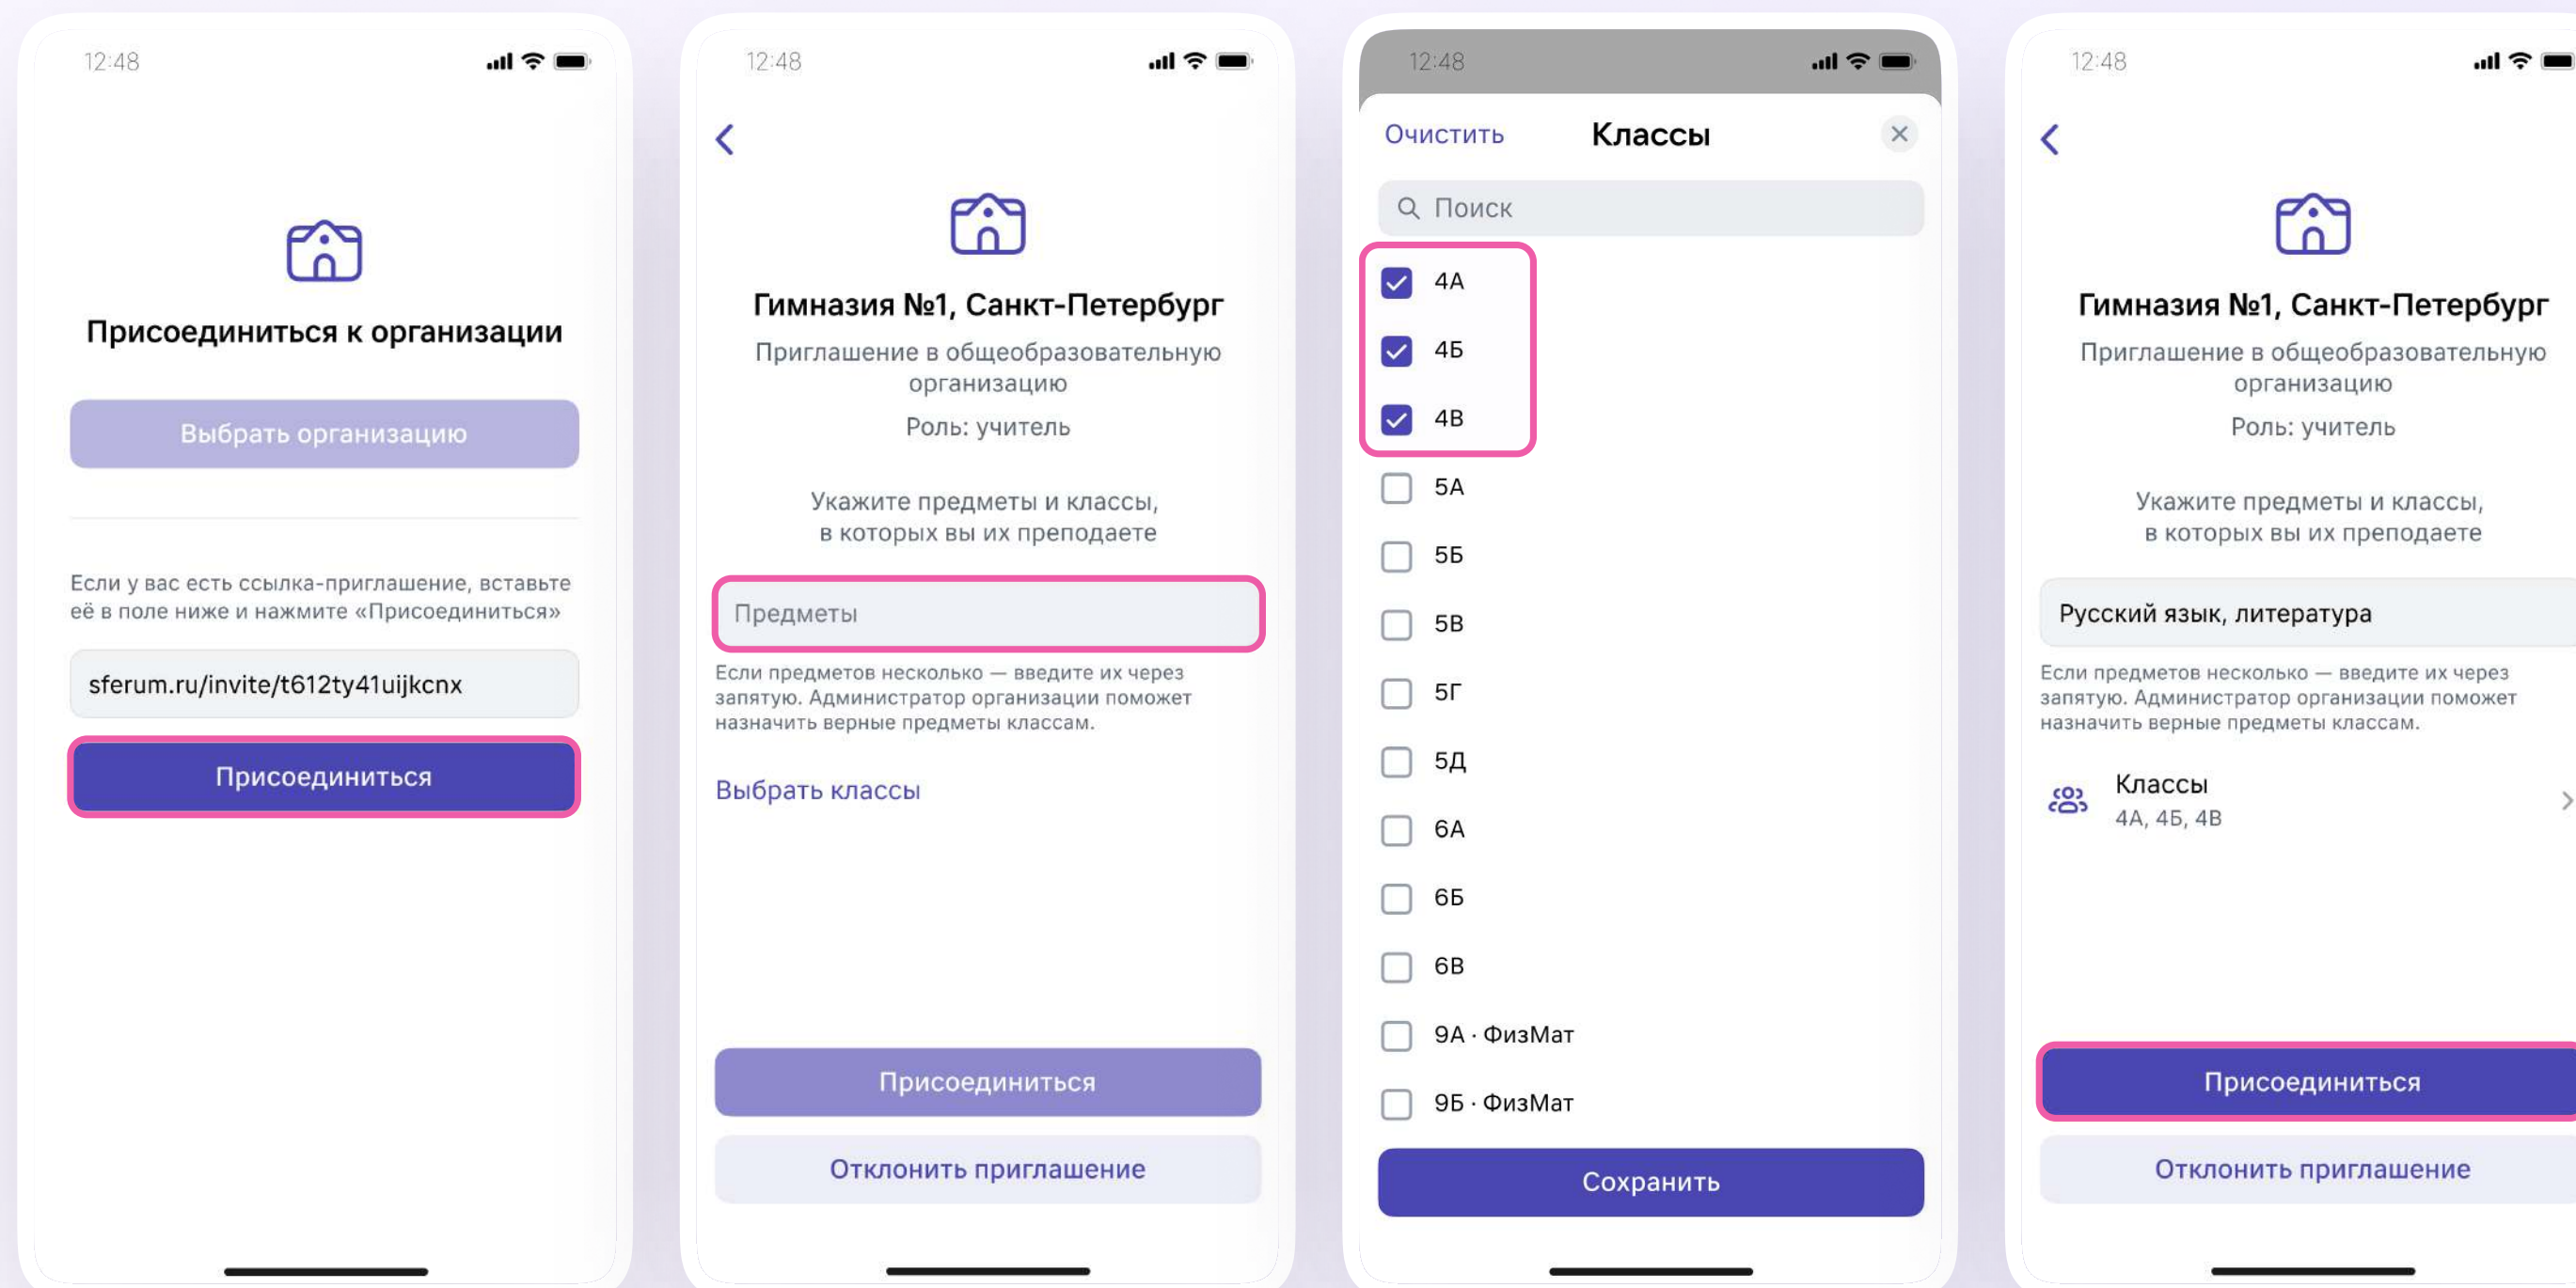 12:48
Присоединиться к организации
Выбрать организацию
Если у вас есть ссылка-приглашение, вставьте
её в поле ниже и нажмите «Присоединиться»
sferum.ru/invite/t612ty41uijkcnx
Присоединиться
12:48
Гимназия №1, Санкт-Петербург
Приглашение в общеобразовательную
организацию
Роль: учитель
Укажите предметы и классы,
в которых вы их преподаете
Предметы
Если предметов несколько — введите их через
запятую. Администратор организации поможет
назначить верные предметы классам.
Выбрать классы
Присоединиться
Отклонить приглашение
12:48
Очистить Классы
Поиск
4А
4Б
4В
5А
5Б
5В
5Г
5Д
6А
6Б
6В
9А · ФизМат
9Б · ФизМат
Сохранить
12:48
Гимназия №1, Санкт-Петербург
Приглашение в общеобразовательную
организацию
Роль: учитель
Укажите предметы и классы,
в которых вы их преподаете
Русский язык, литература
Если предметов несколько — введите их через
запятую. Администратор организации поможет
назначить верные предметы классам.
Классы
4А, 4Б, 4В
Присоединиться
Отклонить приглашение